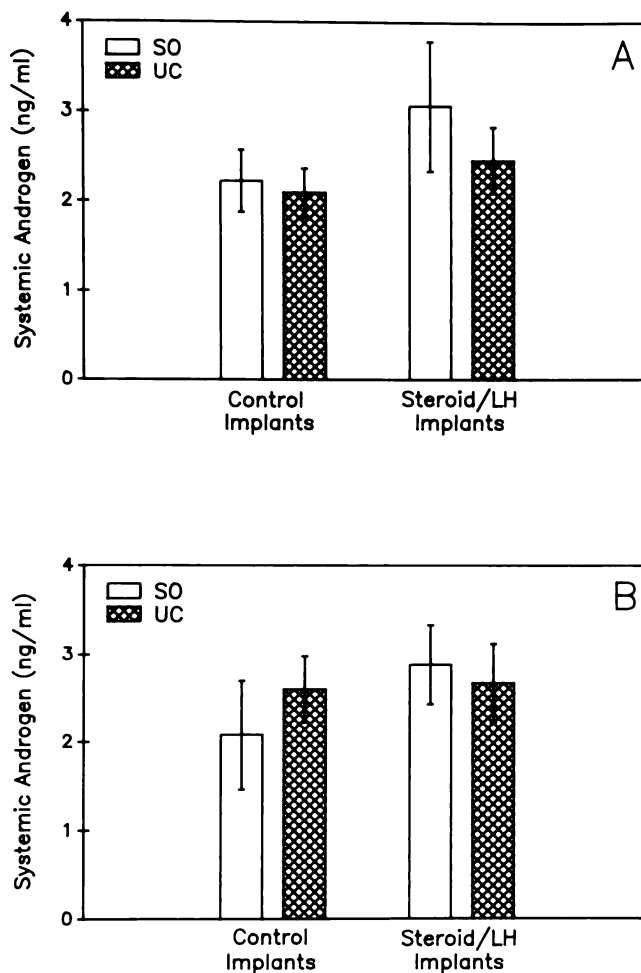 A
SO
UC
Systemic Androgen (ng/ml)
4
3
2
1
0
Control
Implants
Steroid/LH
Implants
B
SO
UC
Systemic Androgen (ng/ml)
4
3
2
1
0
Control
Implants
Steroid/LH
Implants